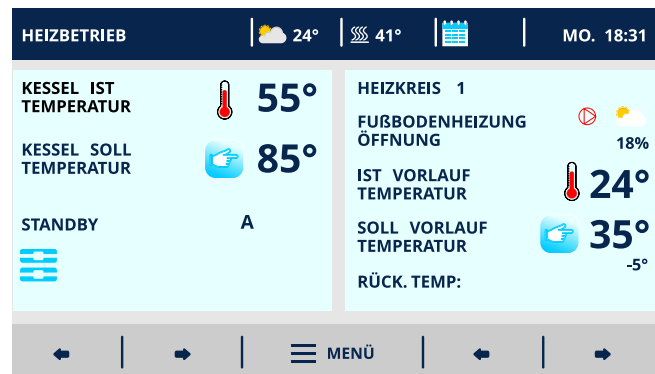 HEIZBETRIEB
24°
41°
MO. 18:31
KESSEL IST
TEMPERATUR
55°
KESSEL SOLL
TEMPERATUR
85°
STANDBY
A
HEIZKREIS 1
FUßBODENHEIZUNG
ÖFFNUNG
18%
IST VORLAUF
TEMPERATUR
24°
SOLL VORLAUF
TEMPERATUR
35°
-5°
RÜCK. TEMP:
MENÜ